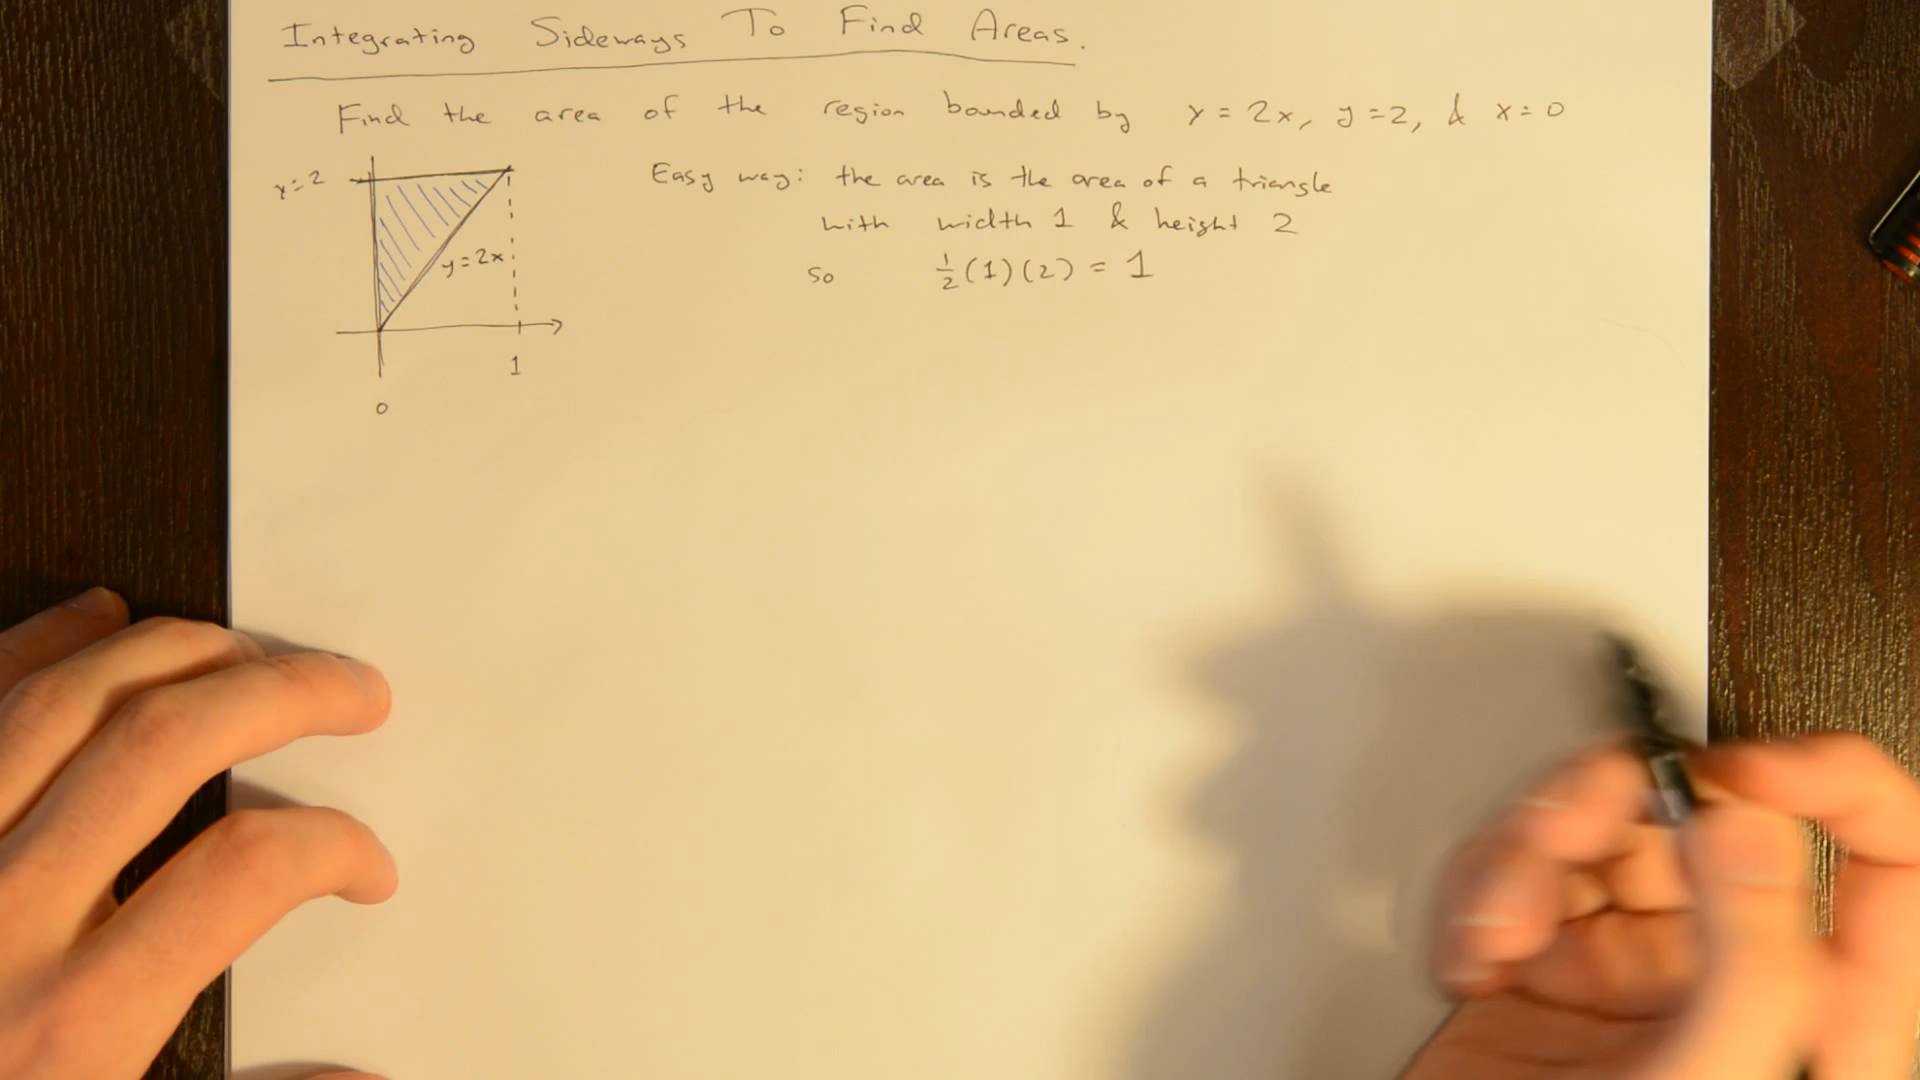 Integrating Sideways To Find Areas.
Find the area of the region bounded by y = 2x, y = 2, & x = 0
y = 2
Easy way: the area is the area of a triangle
with width 1 & height 2
y = 2x
so ½(1)(2) = 1
1
0